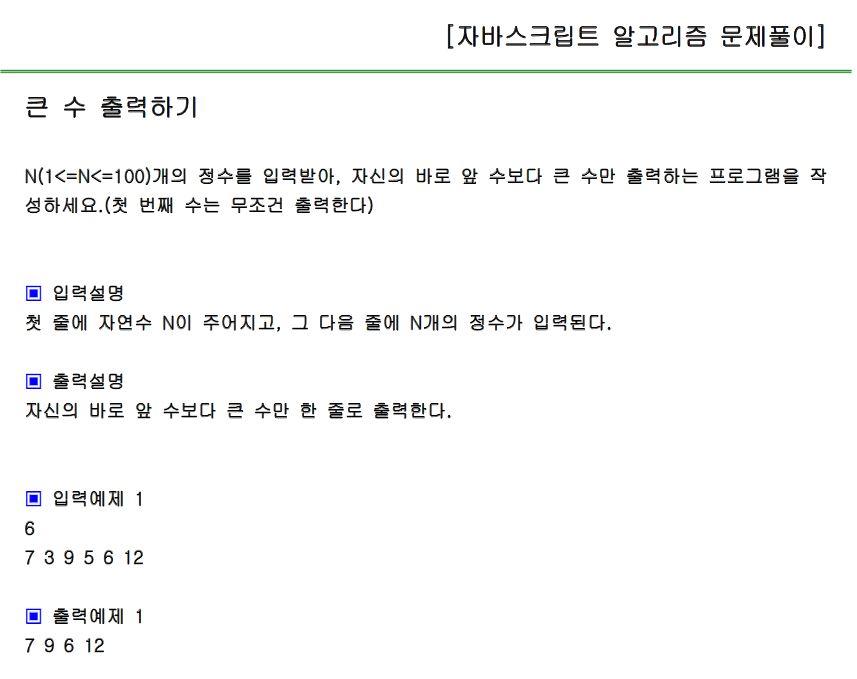 [자바스크립트 알고리즘 문제풀이]
큰 수 출력하기
N(1<=N<=100)개의 정수를 입력받아, 자신의 바로 앞 수보다 큰 수만 출력하는 프로그램을 작
성하세요.(첫 번째 수는 무조건 출력한다)
▣ 입력설명
첫 줄에 자연수 N이 주어지고, 그 다음 줄에 N개의 정수가 입력된다.
▣ 출력설명
자신의 바로 앞 수보다 큰 수만 한 줄로 출력한다.
▣ 입력예제 1
6
7 3 9 5 6 12
▣ 출력예제 1
7 9 6 12